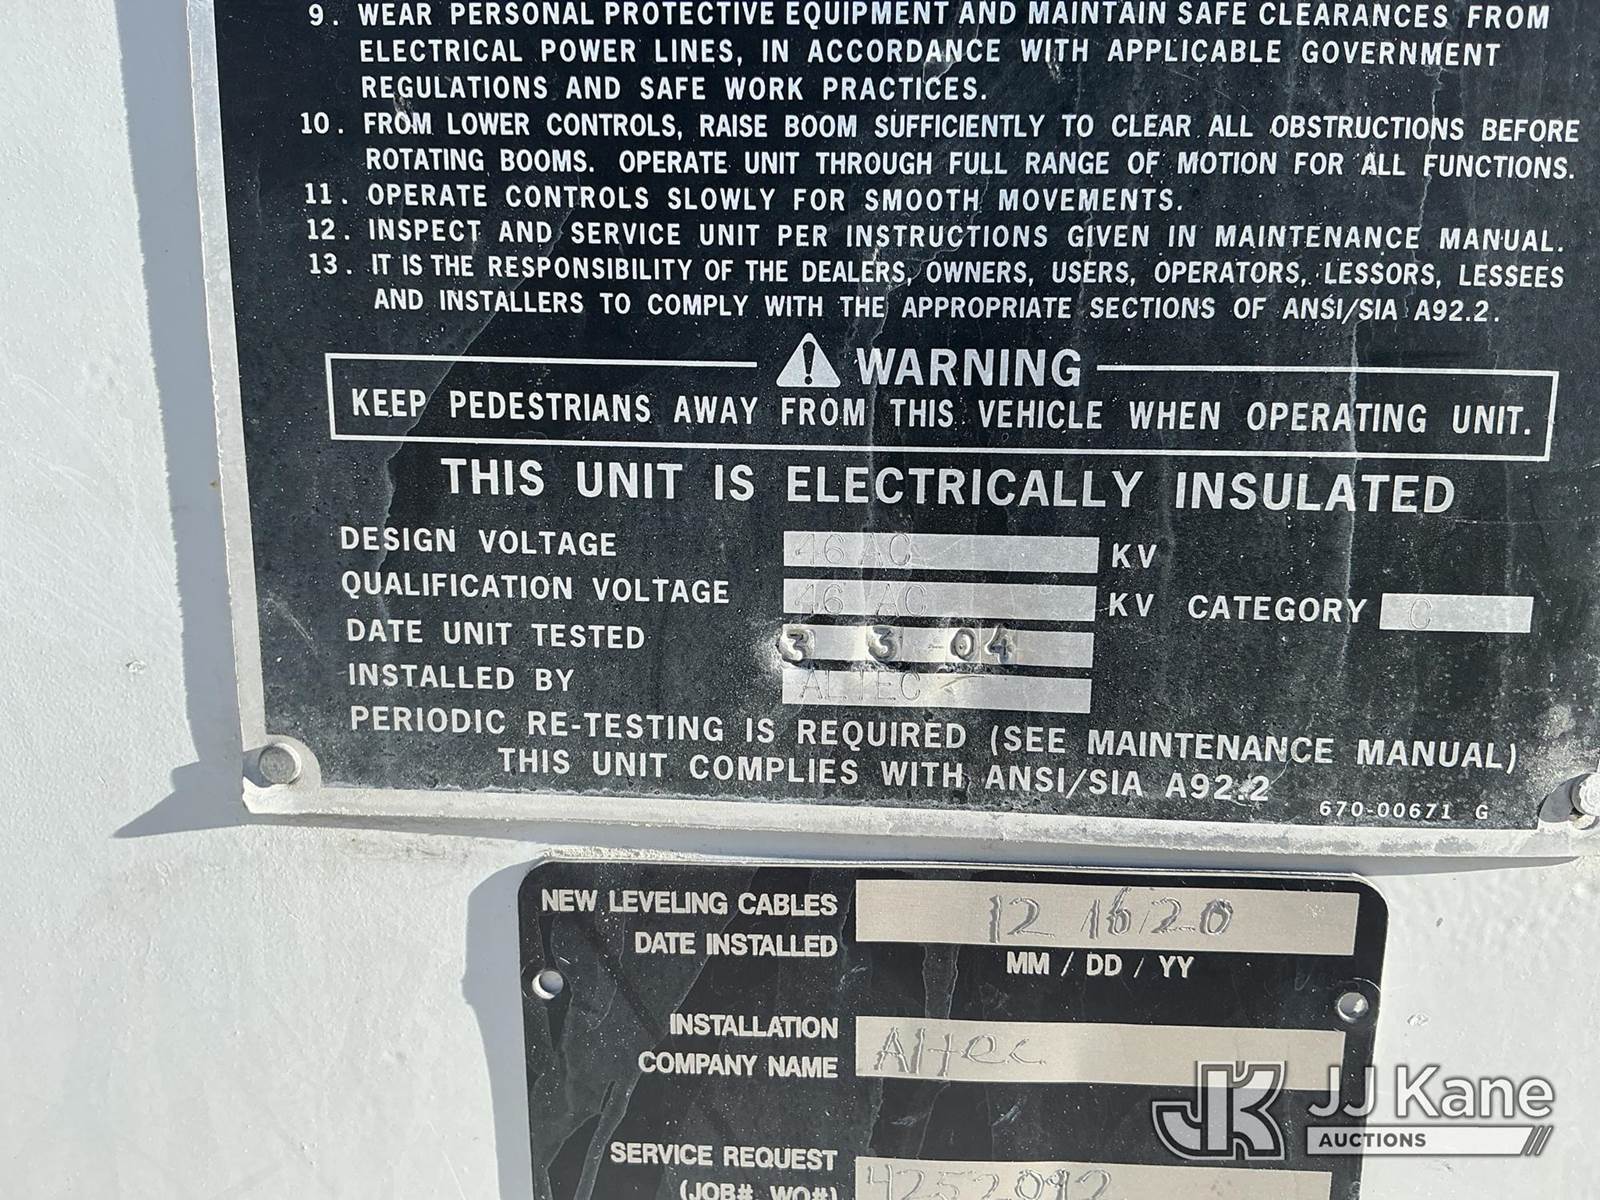 9. WEAR PERSONAL PROTECTIVE EQUIPMENT AND MAINTAIN SAFE CLEARANCES FROM
ELECTRICAL POWER LINES, IN ACCORDANCE WITH APPLICABLE GOVERNMENT
REGULATIONS AND SAFE WORK PRACTICES.
10. FROM LOWER CONTROLS, RAISE BOOM SUFFICIENTLY TO CLEAR ALL OBSTRUCTIONS BEFORE
ROTATING BOOMS. OPERATE UNIT THROUGH FULL RANGE OF MOTION FOR ALL FUNCTIONS.
11. OPERATE CONTROLS SLOWLY FOR SMOOTH MOVEMENTS.
12. INSPECT AND SERVICE UNIT PER INSTRUCTIONS GIVEN IN MAINTENANCE MANUAL.
13. IT IS THE RESPONSIBILITY OF THE DEALERS, OWNERS, USERS, OPERATORS, LESSORS, LESSEES
AND INSTALLERS TO COMPLY WITH THE APPROPRIATE SECTIONS OF ANSI/SIA A92.2.
WARNING
KEEP PEDESTRIANS AWAY FROM THIS VEHICLE WHEN OPERATING UNIT.
THIS UNIT IS ELECTRICALLY INSULATED
DESIGN VOLTAGE 46 AC KV
QUALIFICATION VOLTAGE 46 AC KV CATEGORY C
DATE UNIT TESTED 3 3-04
INSTALLED BY ALTEC
PERIODIC RE-TESTING IS REQUIRED (SEE MAINTENANCE MANUAL)
THIS UNIT COMPLIES WITH ANSI/SIA A92.2
670-00671 G
NEW LEVELING CABLES
DATE INSTALLED 12 16/20
MM / DD / YY
INSTALLATION
COMPANY NAME Altec
SERVICE REQUEST
(JOB# WO#) 4252092
JK JJ Kane
AUCTIONS